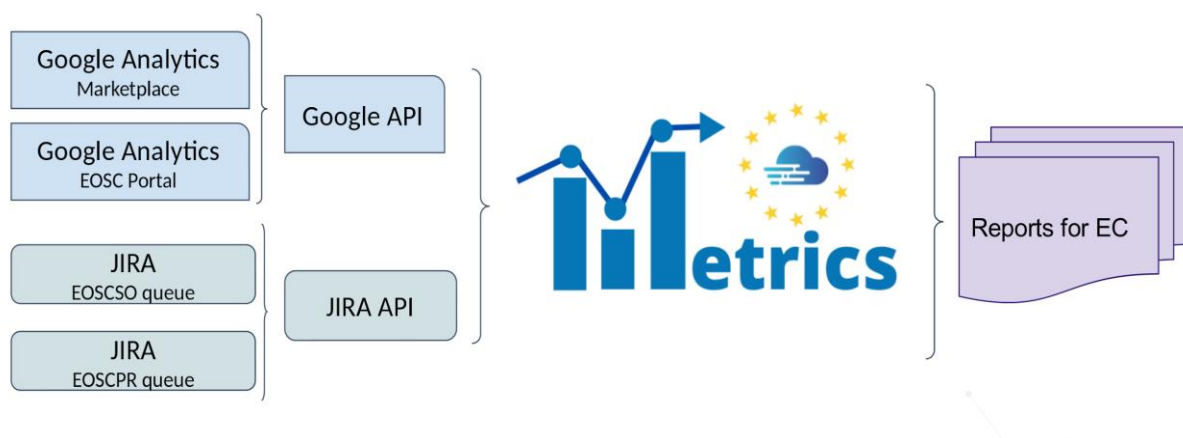 Google Analytics
Marketplace
Google Analytics
EOSC Portal
Google API
JIRA
EOSCSO queue
JIRA
EOSCPR queue
JIRA API
Metrics
Reports for EC